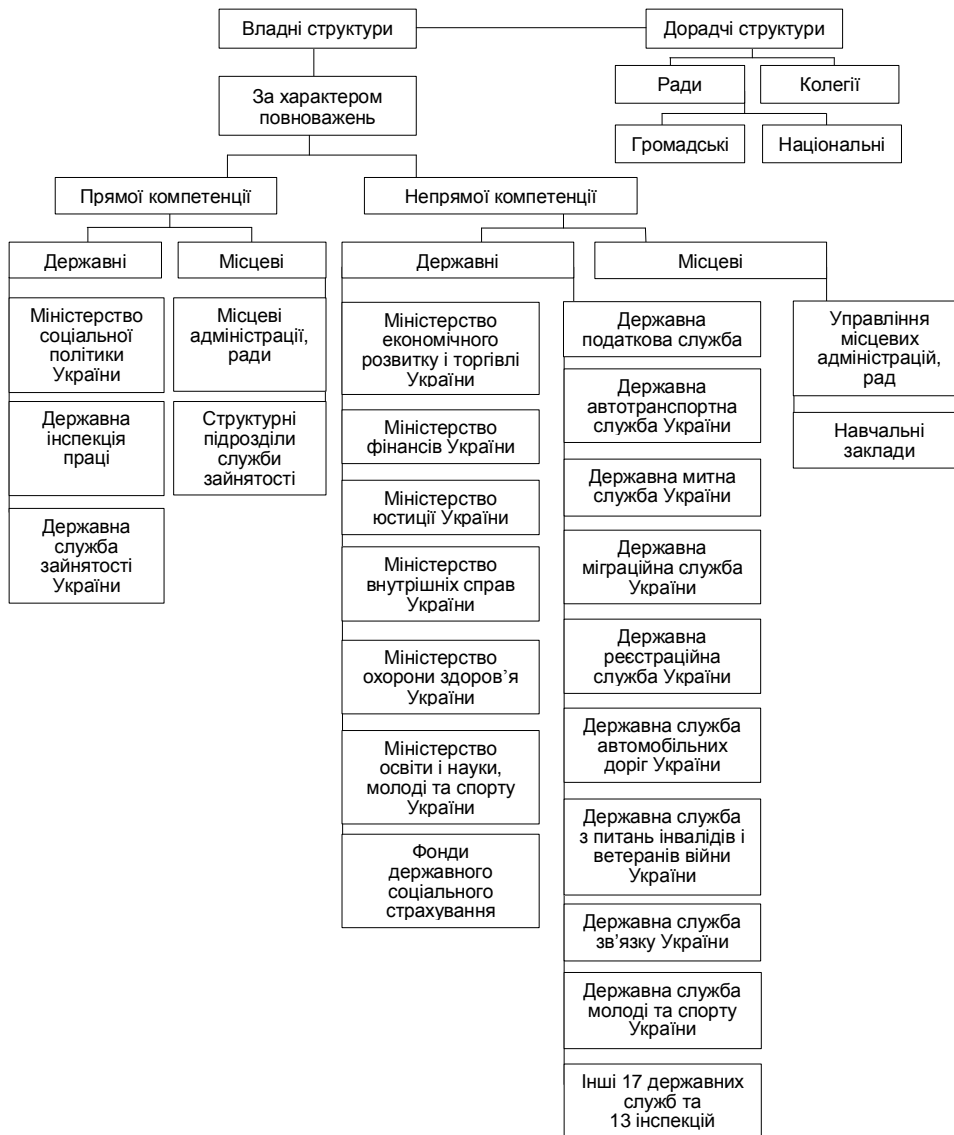 Владні структури
Дорадчі структури
Ради
Колегії
За характером
повноважень
Громадські
Національні
Прямої компетенції
Непрямої компетенції
Державні
Місцеві
Державні
Місцеві
Міністерство
соціальної
політики
України
Державна
інспекція
праці
Державна
служба
зайнятості
України
Місцеві
адміністрації,
ради
Структурні
підрозділи
служби
зайнятості
Міністерство
економічного
розвитку і торгівлі
України
Міністерство
фінансів України
Міністерство
юстиції України
Міністерство
внутрішніх справ
України
Міністерство
охорони здоров’я
України
Міністерство
освіти і науки,
молоді та спорту
України
Фонди
державного
соціального
страхування
Державна
податкова служба
Державна
автотранспортна
служба України
Державна митна
служба України
Державна
міграційна служба
України
Державна
реєстраційна
служба України
Державна служба
автомобільних
доріг України
Державна служба
з питань інвалідів і
ветеранів війни
України
Державна служба
зв’язку України
Державна служба
молоді та спорту
України
Інші 17 державних
служб та
13 інспекцій
Управління
місцевих
адміністрацій,
рад
Навчальні
заклади